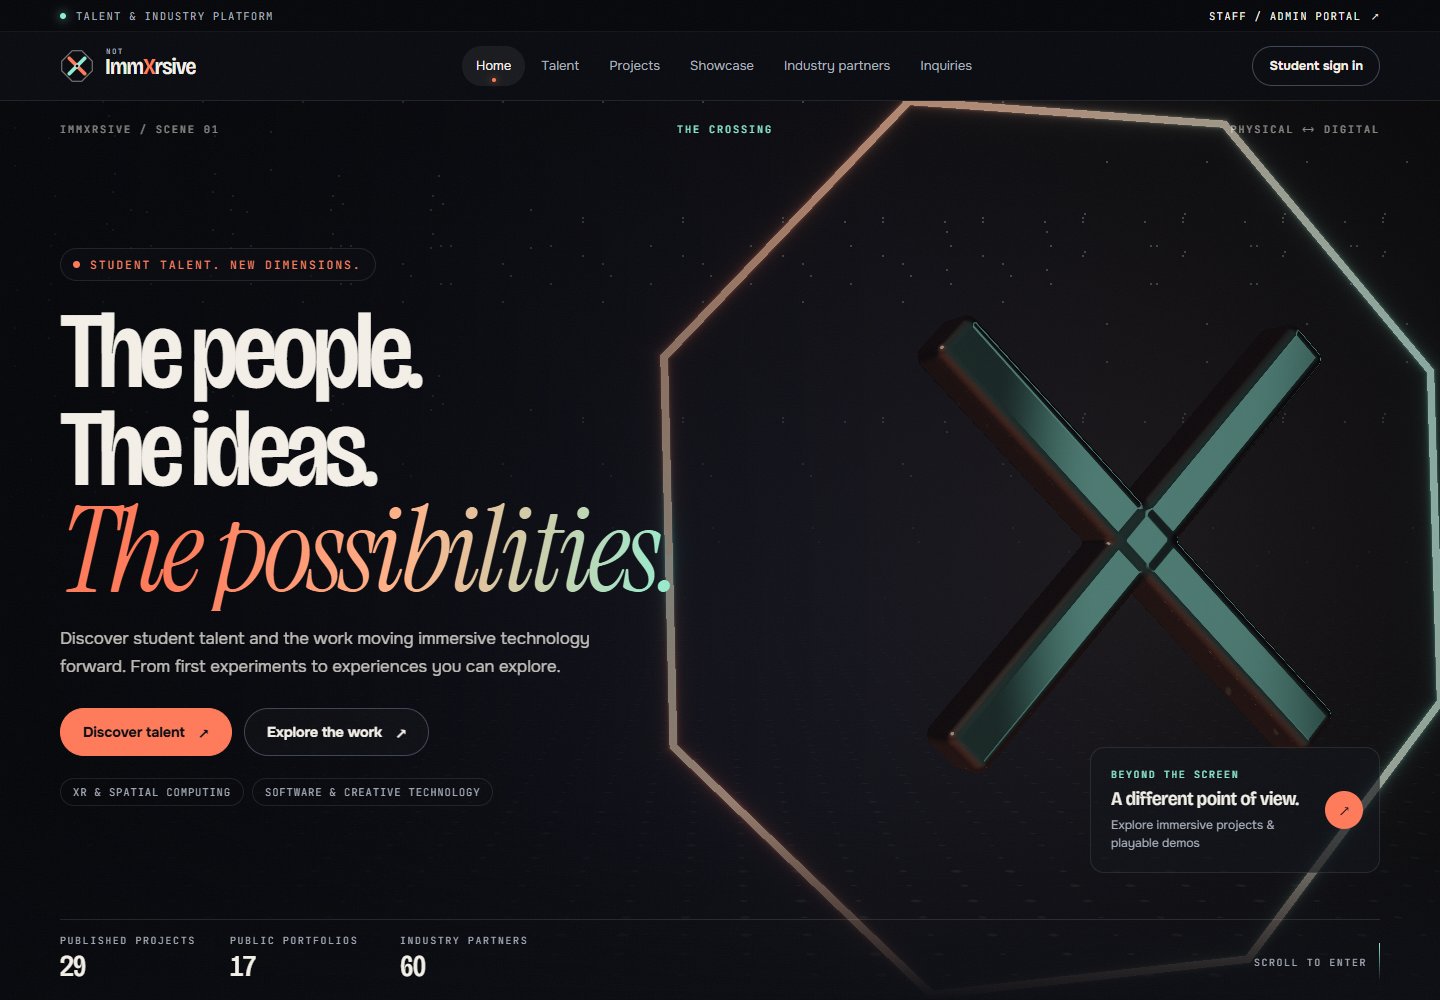 TALENT & INDUSTRY PLATFORM
STAFF / ADMIN PORTAL ↗
NOT
ImmXrsive
Home
Talent
Projects
Showcase
Industry partners
Inquiries
Student sign in
IMMXRSIVE / SCENE 01
THE CROSSING
PHYSICAL ↔ DIGITAL
STUDENT TALENT. NEW DIMENSIONS.
The people.
The ideas.
The possibilities.
Discover student talent and the work moving immersive technology
forward. From first experiments to experiences you can explore.
Discover talent ↗
Explore the work ↗
XR & SPATIAL COMPUTING
SOFTWARE & CREATIVE TECHNOLOGY
BEYOND THE SCREEN
A different point of view.
Explore immersive projects &
playable demos
↗
PUBLISHED PROJECTS
29
PUBLIC PORTFOLIOS
17
INDUSTRY PARTNERS
60
SCROLL TO ENTER